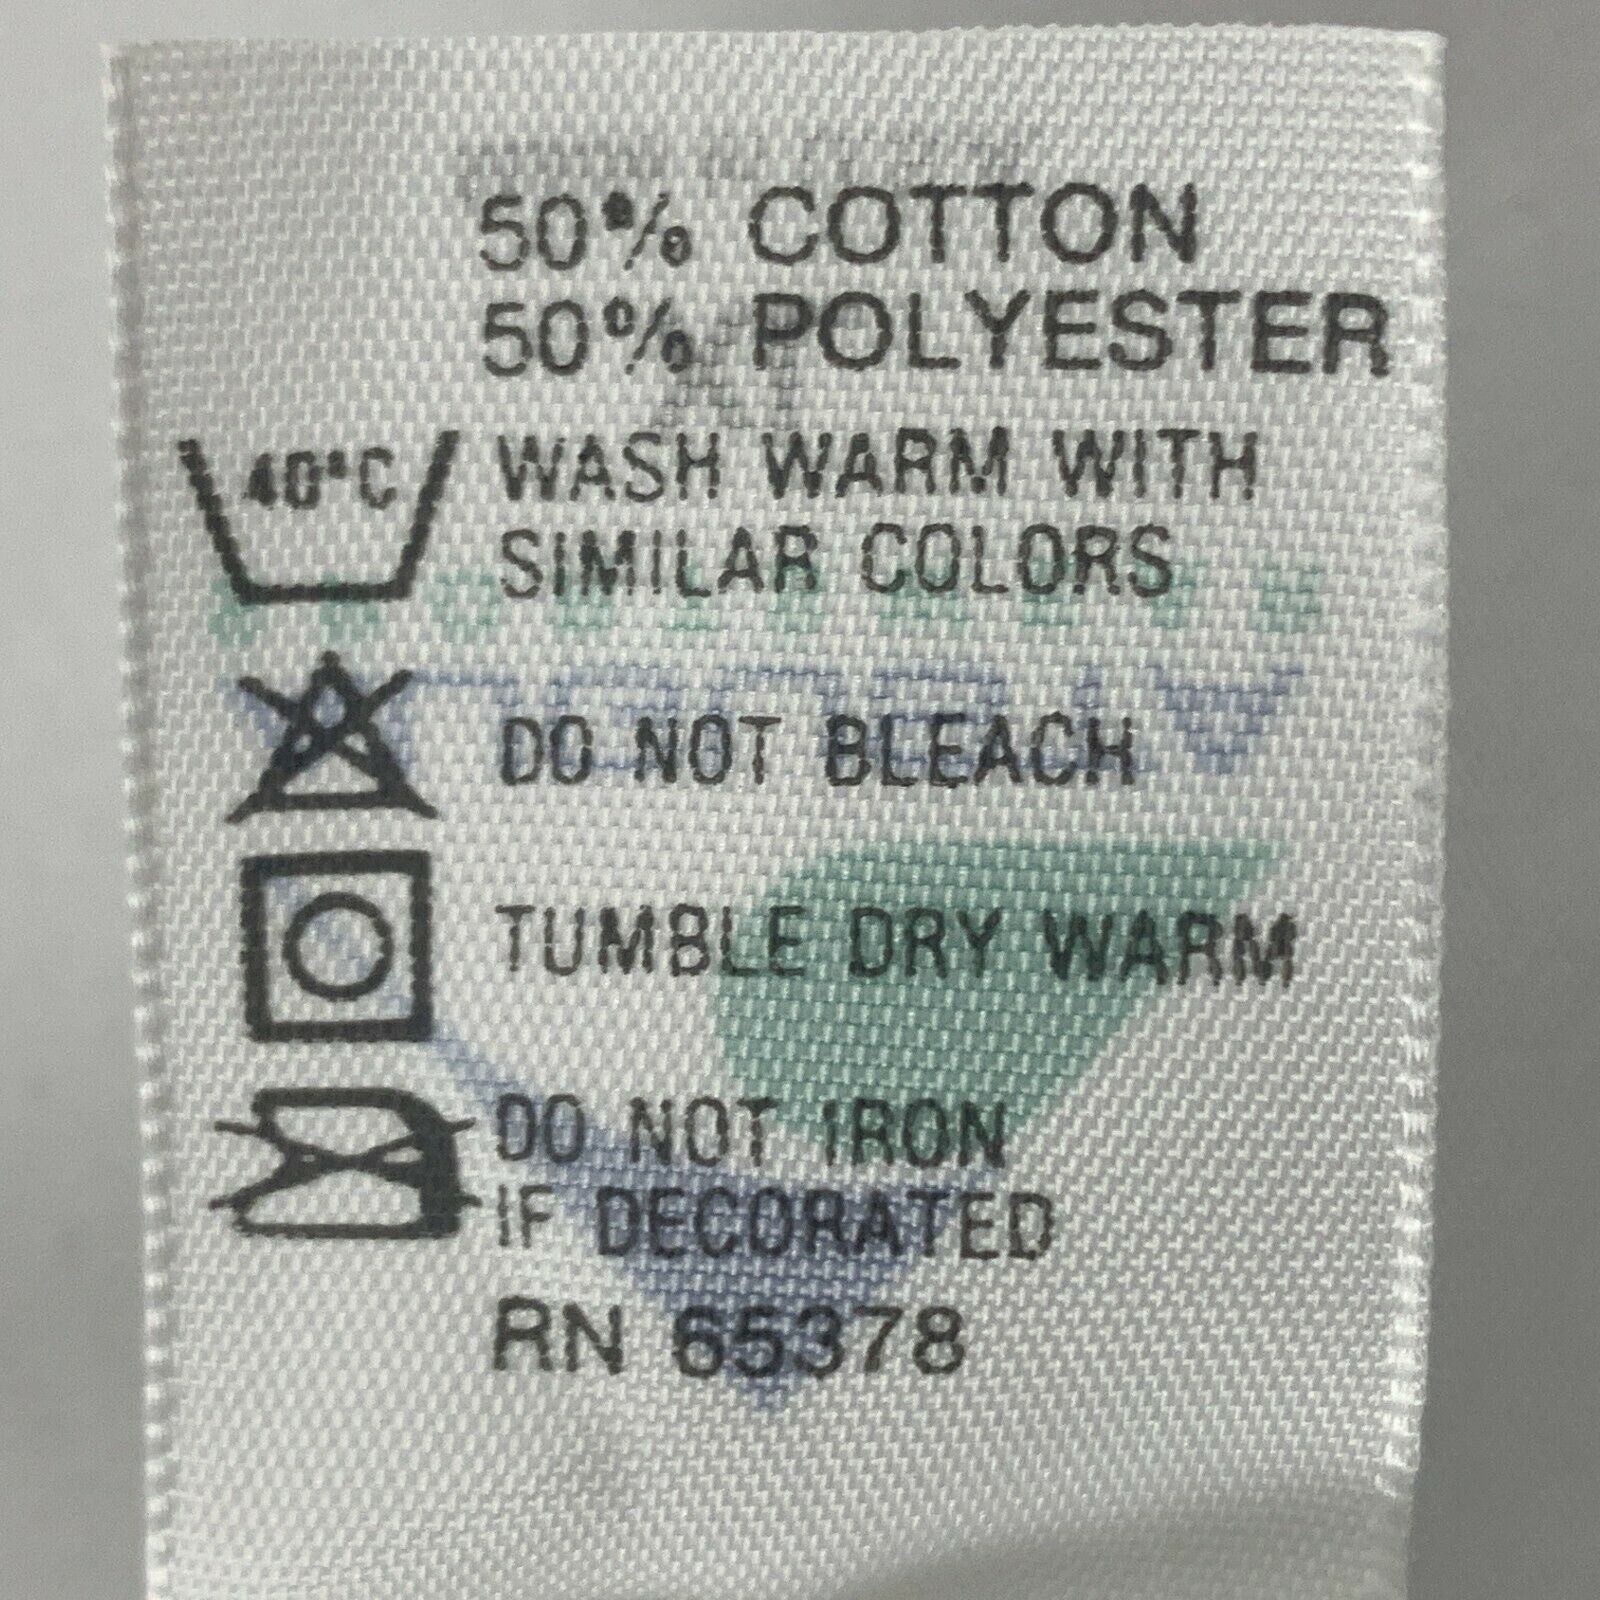 50% COTTON
50% POLYESTER
40°C WASH WARM WITH
SIMILAR COLORS
DO NOT BLEACH
TUMBLE DRY WARM
DO NOT IRON
IF DECORATED
RN 65378